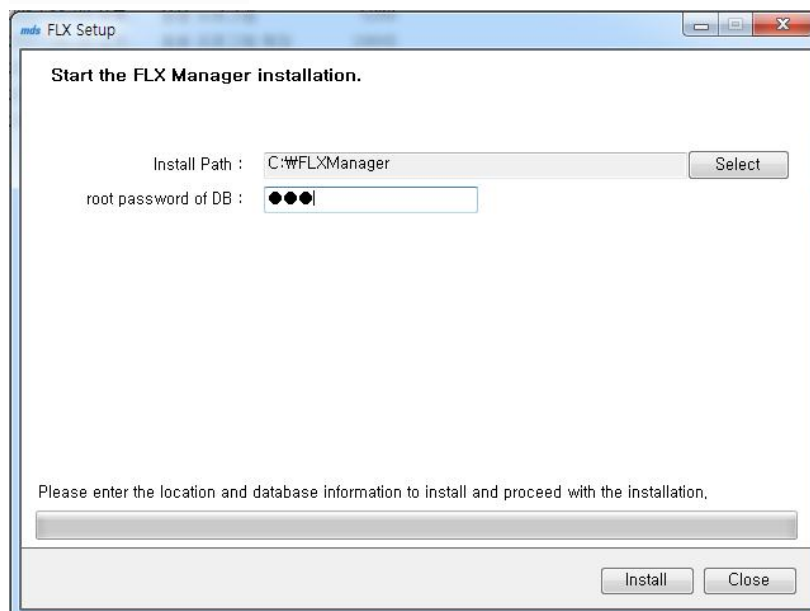 mds FLX Setup
Start the FLX Manager installation.
Install Path : C:₩FLXManager Select
root password of DB : ●●●
Please enter the location and database information to install and proceed with the installation,
Install Close